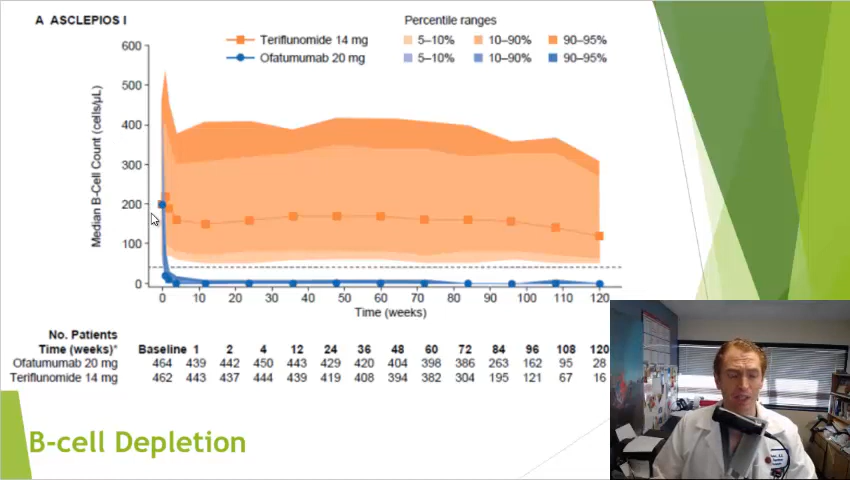 A ASCLEPIOS I
Percentile ranges
Teriflunomide 14 mg 5–10% 10–90% 90–95%
Ofatumumab 20 mg 5–10% 10–90% 90–95%
Median B-Cell Count (cells/µL)
600
500
400
300
200
100
0
0 10 20 30 40 50 60 70 80 90 100 110 120
Time (weeks)
No. Patients
Time (weeks)* Baseline 1 2 4 12 24 36 48 60 72 84 96 108 120
Ofatumumab 20 mg 464 439 442 450 443 429 420 404 398 386 263 162 95 28
Teriflunomide 14 mg 462 443 437 444 439 419 408 394 382 304 195 121 67 16
B-cell Depletion